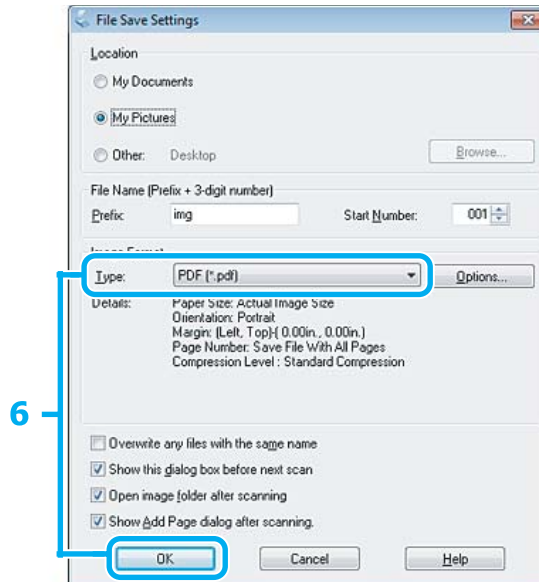 File Save Settings
Location
My Documents
My Pictures
Other: Desktop Browse...
File Name (Prefix + 3-digit number)
Prefix: img Start Number: 001
Image Format
Type: PDF (*.pdf) Options...
Details: Paper Size: Actual Image Size
Orientation: Portrait
Margin: (Left, Top)( 0.00in., 0.00in.)
Page Number: Save File With All Pages
Compression Level : Standard Compression
6
Overwrite any files with the same name
Show this dialog box before next scan
Open image folder after scanning
Show Add Page dialog after scanning.
OK Cancel Help